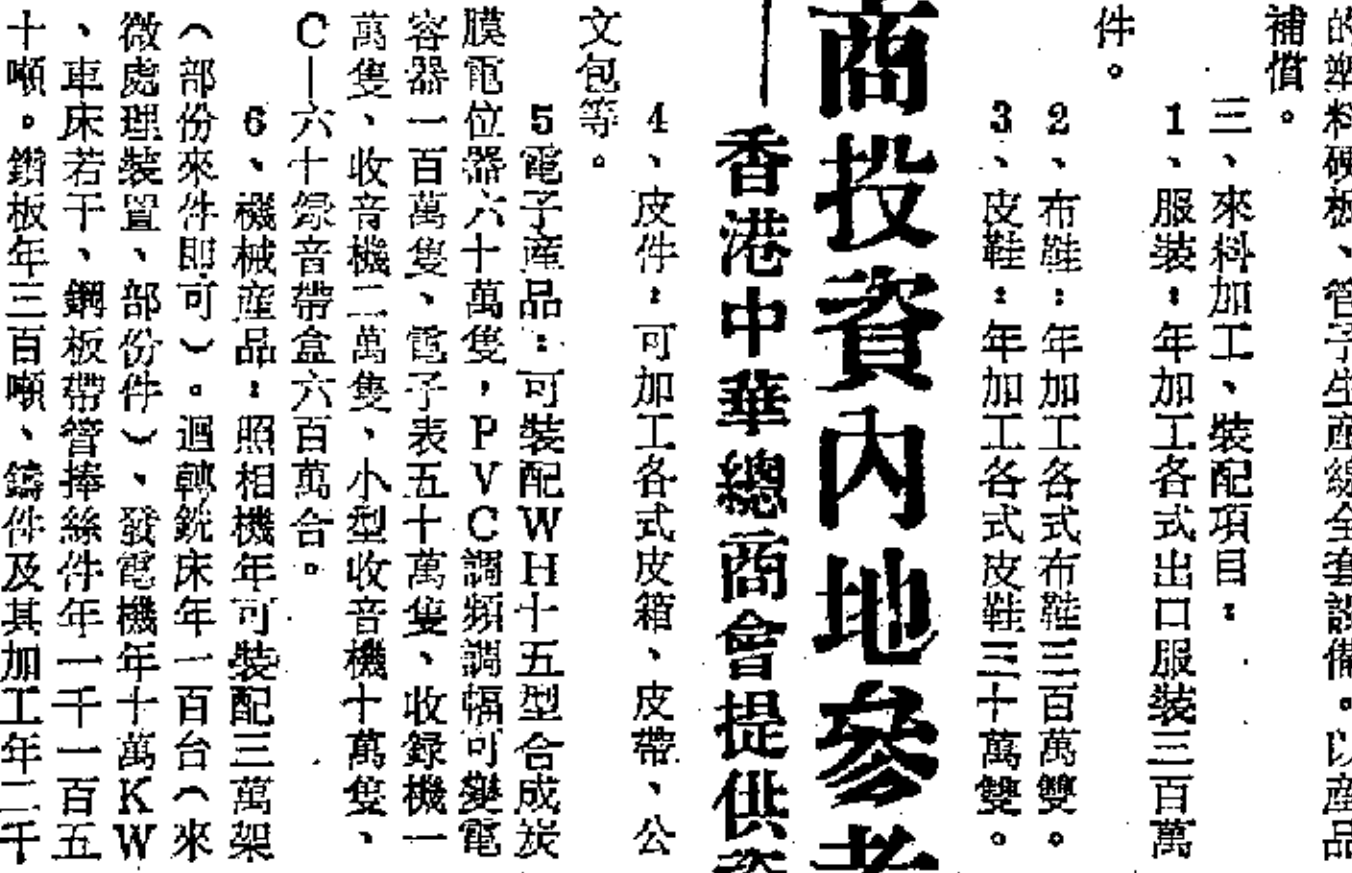 的塑料硬板、管子生産綫全套設備。以産品
補償。
三、來料加工、裝配項目：
1、服裝：年加工各式出口服裝三百萬
件。
2、布鞋：年加工各式布鞋三百萬雙。
3、皮鞋：年加工各式皮鞋三十萬雙。
商投資内地參考
——香港中華總商會提供資
4、皮件：可加工各式皮箱、皮帶、公
文包等。
5電子産品：可裝配WH十五型合成炭
膜電位器六十萬隻，PVC調頻調幅可變電
容器一百萬隻、電子表五十萬隻、收録機一
萬隻、收音機二萬隻、小型收音機十萬隻、
C—六十録音帶盒六百萬合。
6、機械産品：照相機年可裝配三萬架
（部份來件即可）。迴轉銑床年一百台（來
微處理裝置、部份件）、發電機年十萬KW
、車床若干、鋼板帶管捧絲件年一千一百五
十噸。鑽板年三百噸、鑄件及其加工年二千